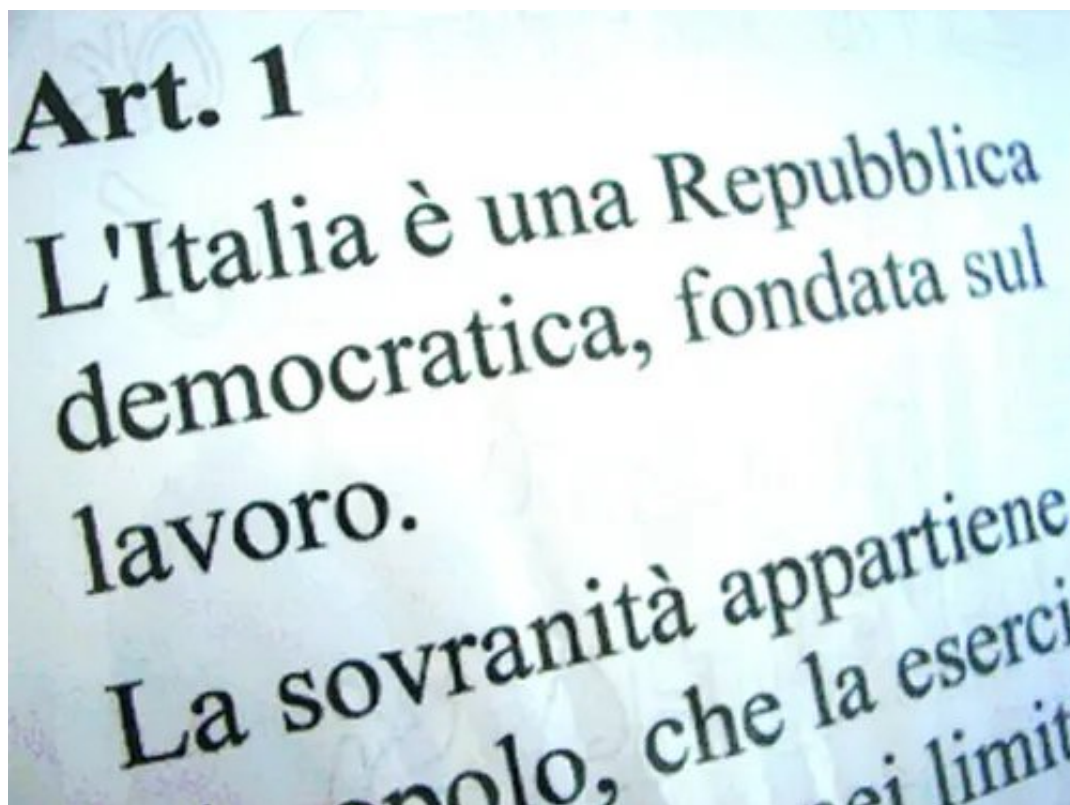 Art. 1
L'Italia è una Repubblica
democratica, fondata sul
lavoro.
La sovranità appartiene
che la